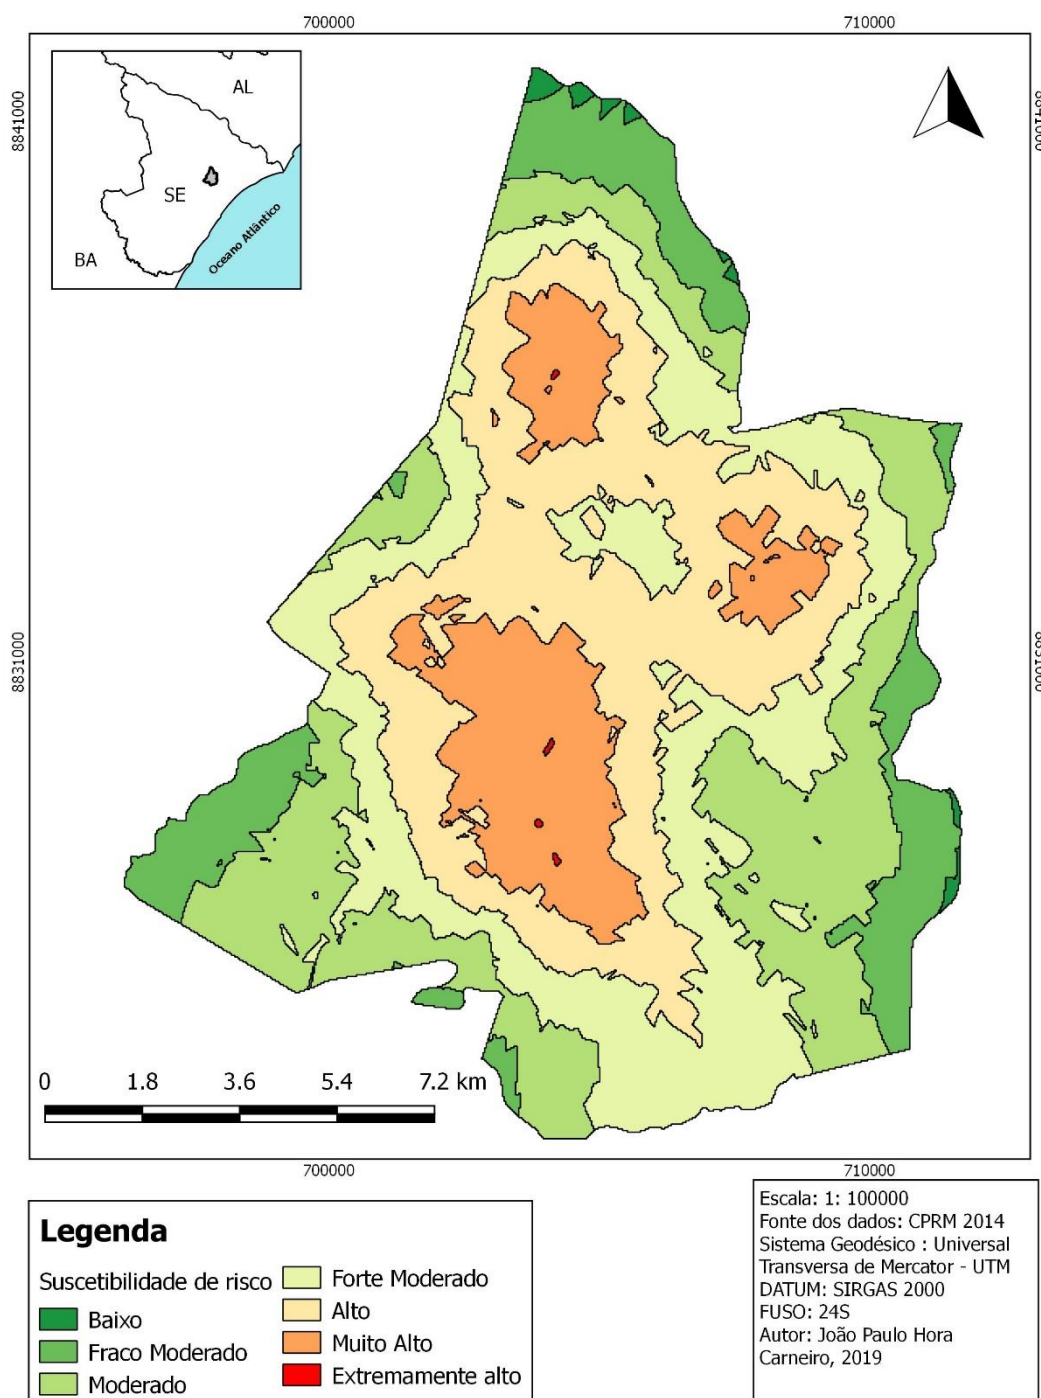 700000
710000
8841000
8841000
AL
SE
BA
Oceano Atlântico
8831000
8831000
0
1.8
3.6
5.4
7.2 km
700000
710000
Legenda
Suscetibilidade de risco
Baixo
Fraco Moderado
Moderado
Forte Moderado
Alto
Muito Alto
Extremamente alto
Escala: 1: 100000
Fonte dos dados: CPRM 2014
Sistema Geodésico : Universal
Transversa de Mercator - UTM
DATUM: SIRGAS 2000
FUSO: 24S
Autor: João Paulo Hora
Carneiro, 2019